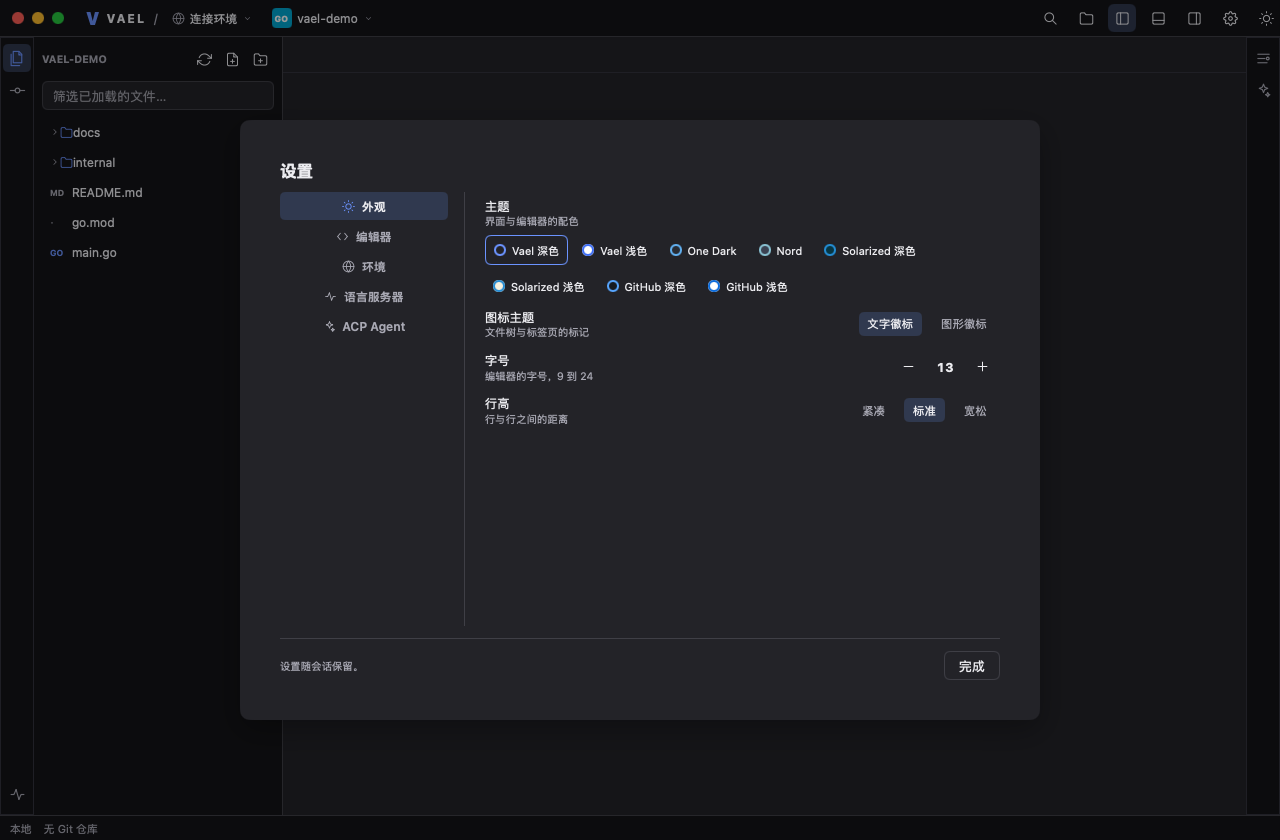 VAEL / 连接环境 GO vael-demo
VAEL-DEMO
筛选已加载的文件...
docs
internal
MD README.md
go.mod
GO main.go
设置
外观
编辑器
环境
语言服务器
ACP Agent
主题
界面与编辑器的配色
Vael 深色 Vael 浅色 One Dark Nord Solarized 深色
Solarized 浅色 GitHub 深色 GitHub 浅色
图标主题
文件树与标签页的标记
文字徽标 图形徽标
字号
编辑器的字号，9 到 24
13
行高
行与行之间的距离
紧凑 标准 宽松
设置随会话保留。
完成
本地 无 Git 仓库